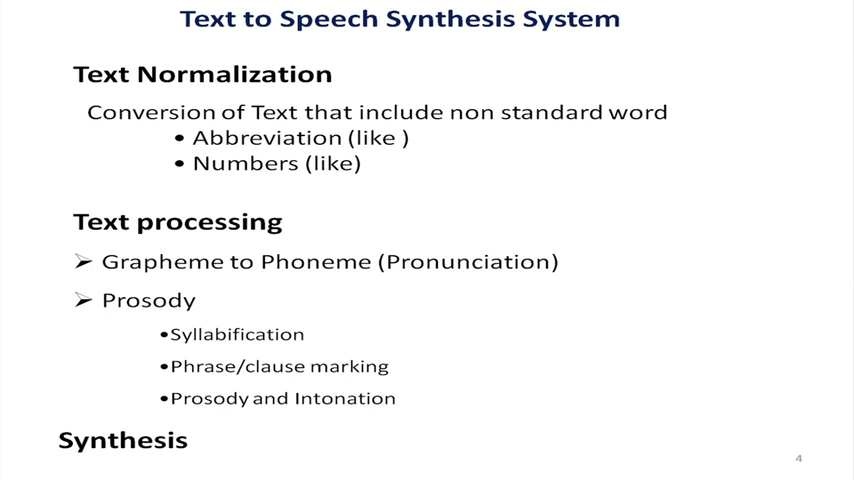 Text to Speech Synthesis System
Text Normalization
Conversion of Text that include non standard word
• Abbreviation (like )
• Numbers (like)
Text processing
➢ Grapheme to Phoneme (Pronunciation)
➢ Prosody
•Syllabification
•Phrase/clause marking
•Prosody and Intonation
Synthesis
4